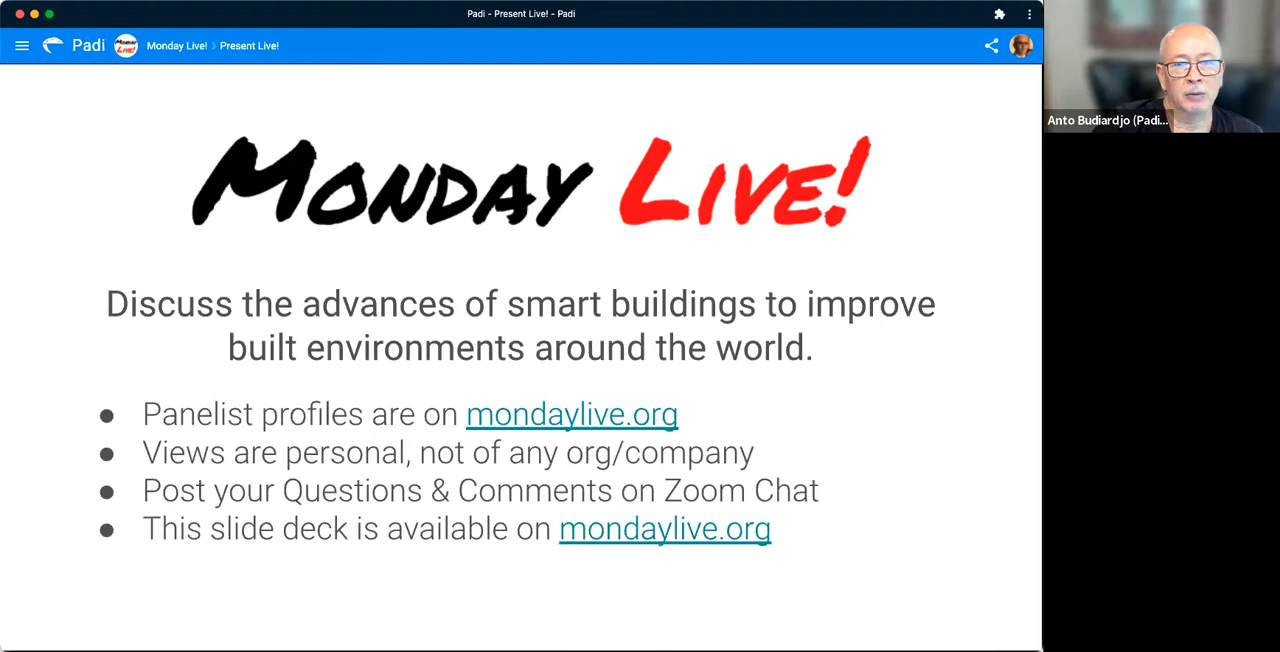 Padi - Present Live! - Padi
Padi
MONDAY LIVE!
Monday Live! > Present Live!
Anto Budiardjo (Padi...
MONDAY LIVE!
Discuss the advances of smart buildings to improve
built environments around the world.
● Panelist profiles are on mondaylive.org
● Views are personal, not of any org/company
● Post your Questions & Comments on Zoom Chat
● This slide deck is available on mondaylive.org